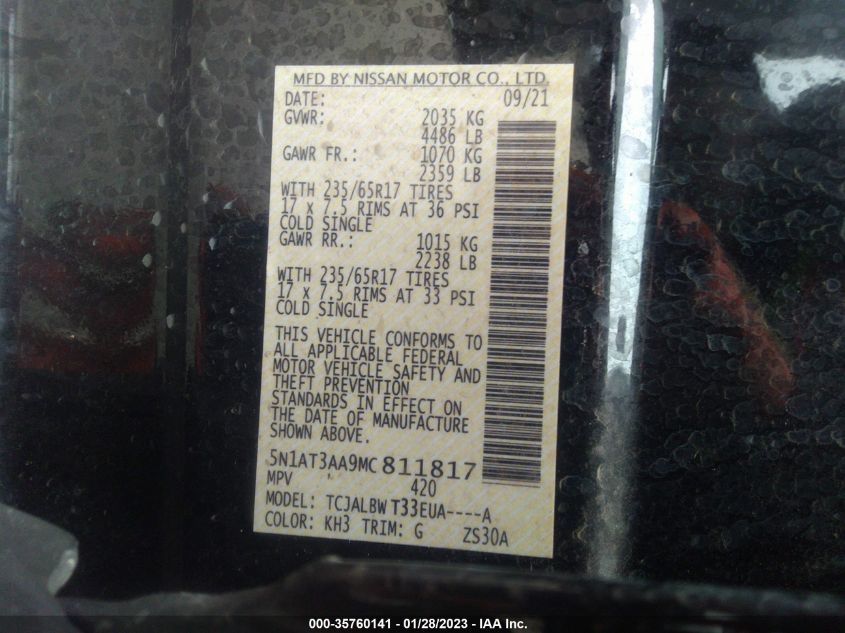 MFD BY NISSAN MOTOR CO., LTD.
DATE: 09/21
GVWR: 2035 KG
4486 LB
GAWR FR.: 1070 KG
2359 LB
WITH 235/65R17 TIRES
17 X 7.5 RIMS AT 36 PSI
COLD SINGLE
GAWR RR.: 1015 KG
2238 LB
WITH 235/65R17 TIRES
17 X 7.5 RIMS AT 33 PSI
COLD SINGLE
THIS VEHICLE CONFORMS TO
ALL APPLICABLE FEDERAL
MOTOR VEHICLE SAFETY AND
THEFT PREVENTION
STANDARDS IN EFFECT ON
THE DATE OF MANUFACTURE
SHOWN ABOVE.
5N1AT3AA9MC811817
MPV 420
MODEL: TCJALBW T33EUA----A
COLOR: KH3 TRIM: G ZS30A
000-35760141 - 01/28/2023 - IAA Inc.